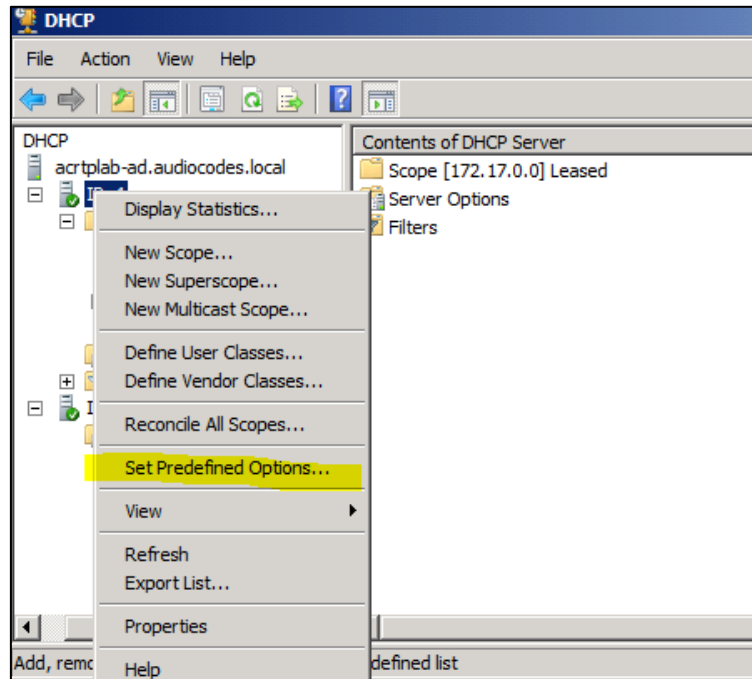 DHCP
File Action View Help
DHCP
acrtplab-ad.audiocodes.local
Contents of DHCP Server
Scope [172.17.0.0] Leased
Server Options
Filters
Display Statistics...
New Scope...
New Superscope...
New Multicast Scope...
Define User Classes...
Define Vendor Classes...
Reconcile All Scopes...
Set Predefined Options...
View
Refresh
Export List...
Properties
Help
Add, defined list